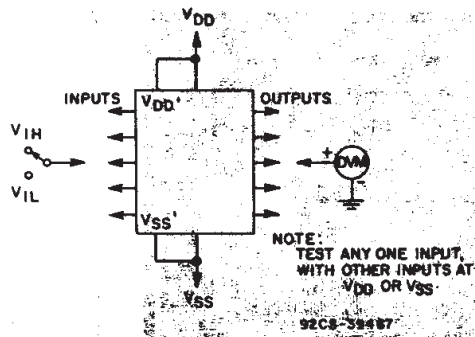 VDD
INPUTS
VDD'
OUTPUTS
VIH
+
DVM
-
VIL
VSS'
NOTE:
TEST ANY ONE INPUT,
WITH OTHER INPUTS AT
VDD OR VSS.
VSS
92CS-39467